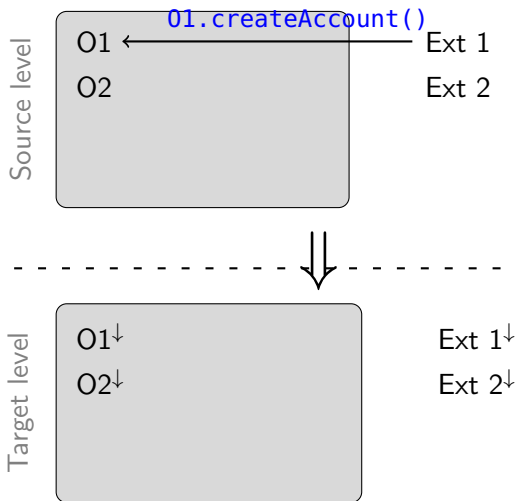 O1.createAccount()
O1 Ext 1
O2 Ext 2
Source level
O1↓ Ext 1↓
O2↓ Ext 2↓
Target level